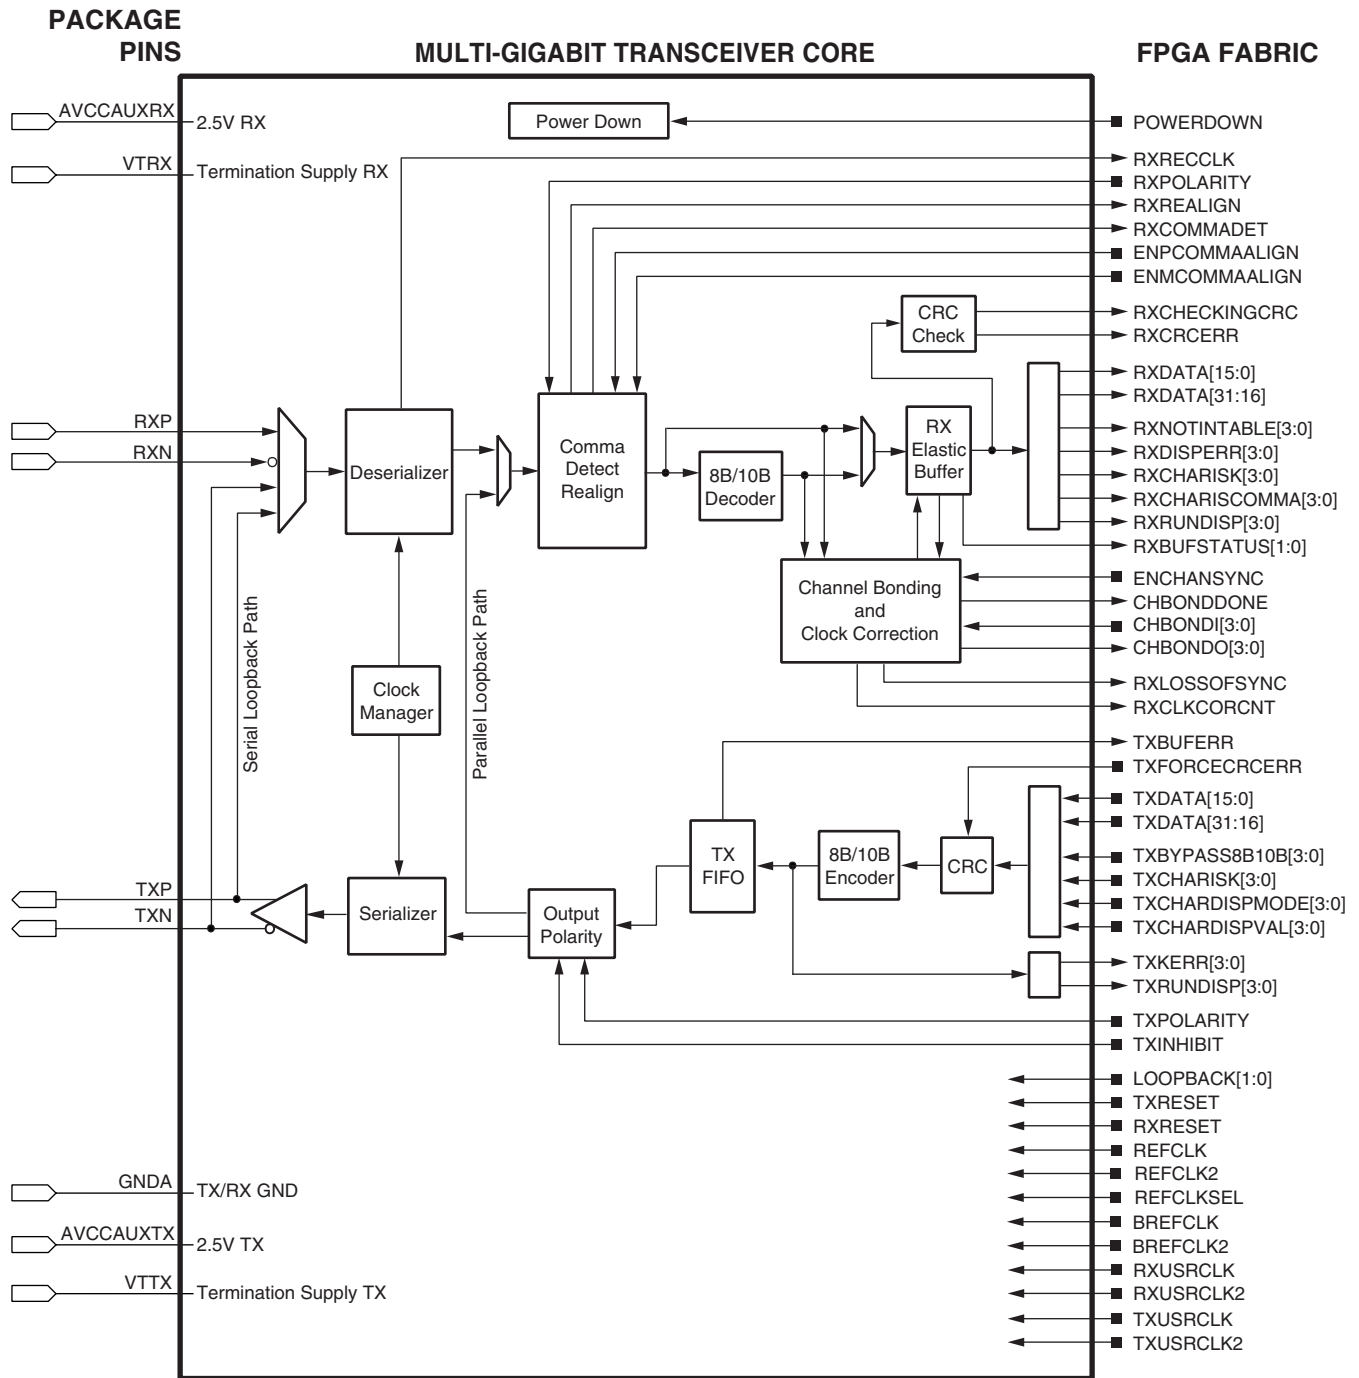 PACKAGE
PINS
MULTI-GIGABIT TRANSCEIVER CORE
FPGA FABRIC
AVCCAUXRX
2.5V RX
VTRX
Termination Supply RX
Power Down
POWERDOWN
RXRECCLK
RXPOLARITY
RXREALIGN
RXCOMMADET
ENPCOMMAALIGN
ENMCOMMAALIGN
CRC
Check
RXCHECKINGCRC
RXCRCERR
RXDATA[15:0]
RXDATA[31:16]
RXNOTINTABLE[3:0]
RXDISPERR[3:0]
RXCHARISK[3:0]
RXCHARISCOMMA[3:0]
RXRUNDISP[3:0]
RXBUFSTATUS[1:0]
RXP
RXN
Deserializer
Comma
Detect
Realign
8B/10B
Decoder
RX
Elastic
Buffer
Channel Bonding
and
Clock Correction
ENCHANSYNC
CHBONDDONE
CHBONDI[3:0]
CHBONDO[3:0]
RXLOSSOFSYNC
RXCLKCORCNT
Serial Loopback Path
Clock
Manager
Parallel Loopback Path
TXBUFERR
TXFORCECRCERR
TXDATA[15:0]
TXDATA[31:16]
TXBYPASS8B10B[3:0]
TXCHARISK[3:0]
TXCHARDISPMODE[3:0]
TXCHARDISPVAL[3:0]
TXKERR[3:0]
TXRUNDISP[3:0]
TXPOLARITY
TXINHIBIT
TXP
TXN
Serializer
Output
Polarity
TX
FIFO
8B/10B
Encoder
CRC
LOOPBACK[1:0]
TXRESET
RXRESET
REFCLK
REFCLK2
REFCLKSEL
BREFCLK
BREFCLK2
RXUSRCLK
RXUSRCLK2
TXUSRCLK
TXUSRCLK2
GNDA
TX/RX GND
AVCCAUXTX
2.5V TX
VTTX
Termination Supply TX